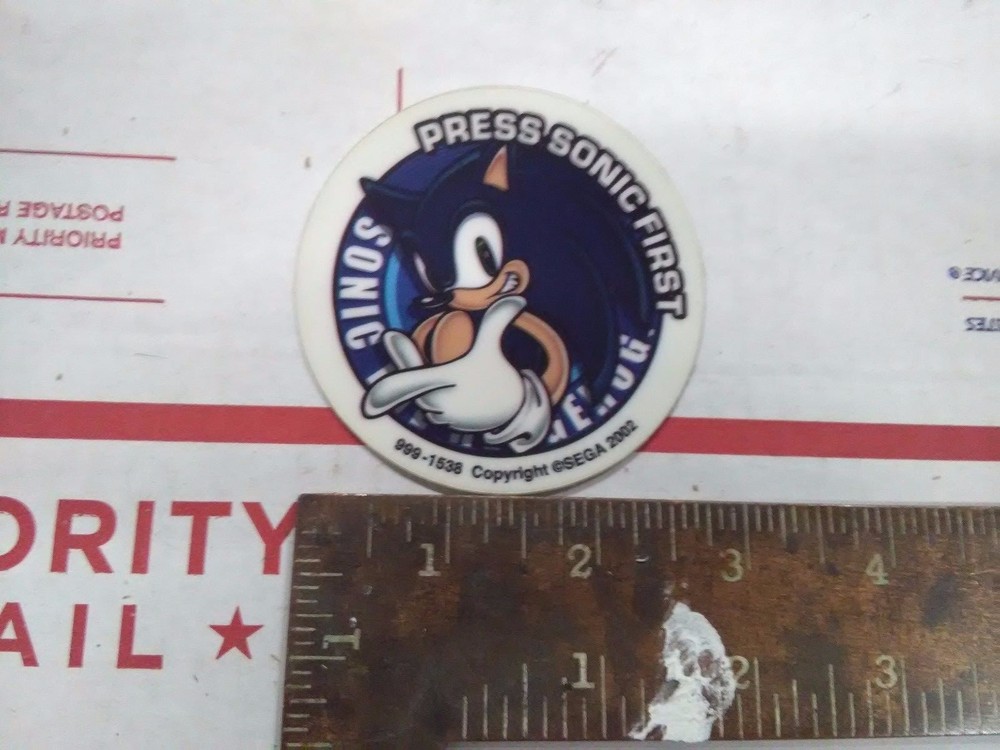 PRESS SONIC FIRST
SONIC
999-1538 Copyright @SEGA 2002
POSTAGE
PRIORITY
ORITY
AIL ★
1 2 3 4
1
1 2 3